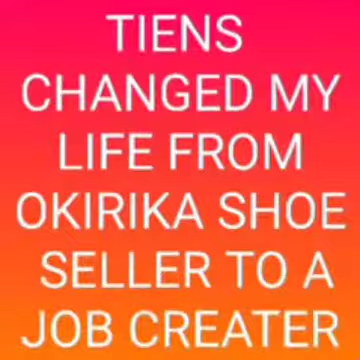 TIENS
CHANGED MY
LIFE FROM
OKIRIKA SHOE
SELLER TO A
JOB CREATER